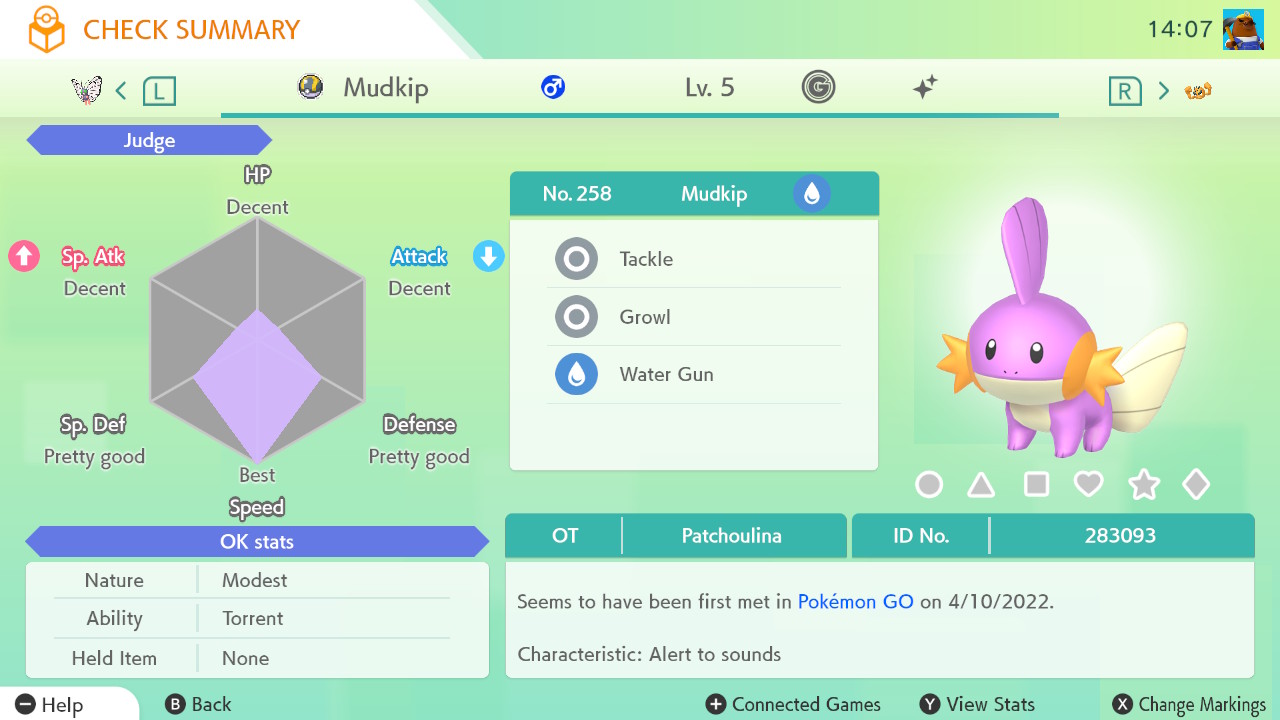 CHECK SUMMARY
14:07
L
Mudkip
Lv. 5
G
R
Judge
HP
Decent
Sp. Atk
Decent
Attack
Decent
Sp. Def
Pretty good
Defense
Pretty good
Best
Speed
OK stats
Nature Modest
Ability Torrent
Held Item None
No. 258 Mudkip
Tackle
Growl
Water Gun
OT Patchoulina
ID No. 283093
Seems to have been first met in Pokémon GO on 4/10/2022.
Characteristic: Alert to sounds
Help
B Back
Connected Games
Y View Stats
X Change Markings